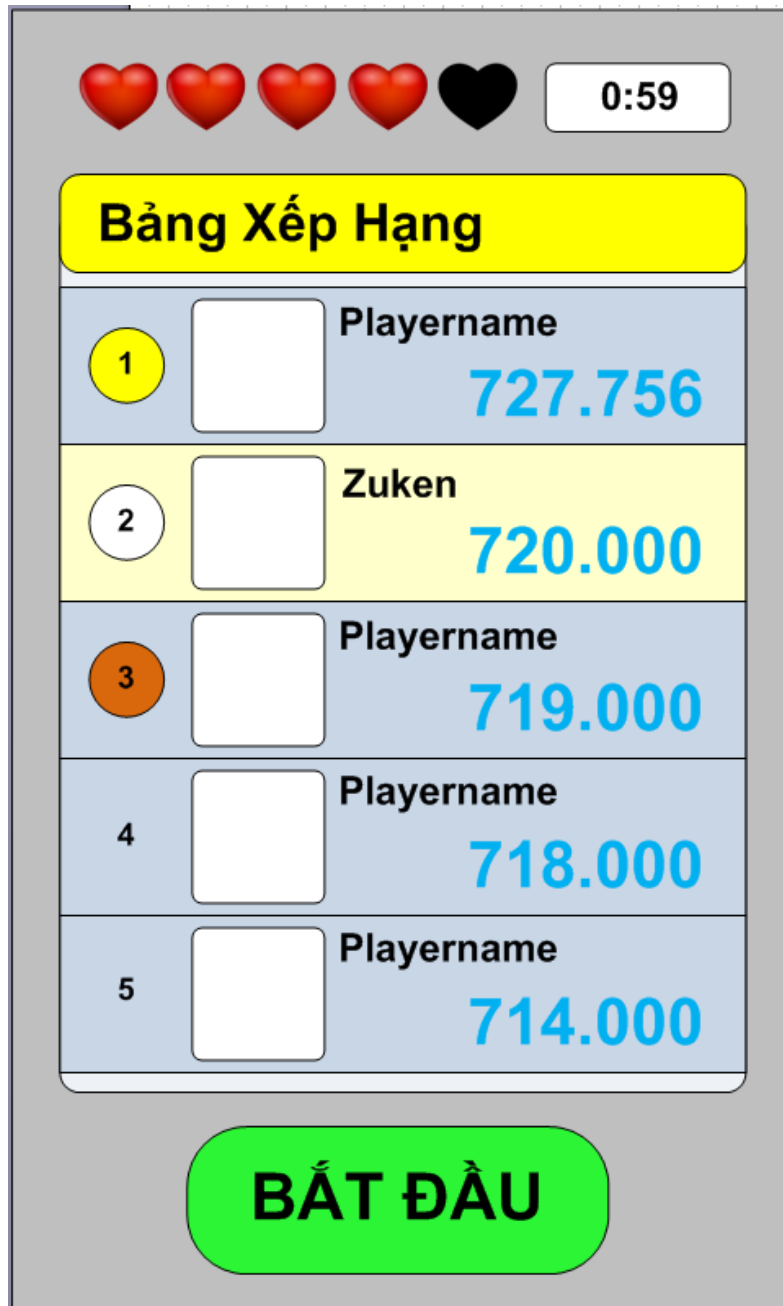 0:59
Bảng Xếp Hạng
1
Playername
727.756
2
Zuken
720.000
3
Playername
719.000
4
Playername
718.000
5
Playername
714.000
BẮT ĐẦU